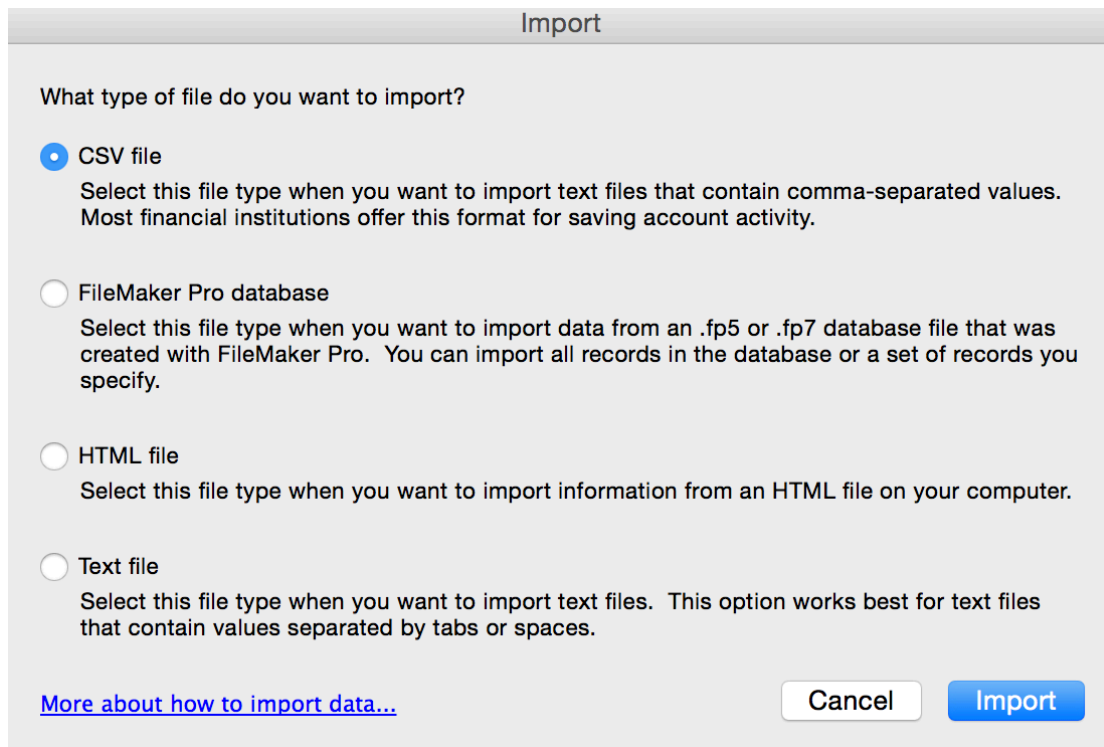 Import
What type of file do you want to import?
CSV file
Select this file type when you want to import text files that contain comma-separated values.
Most financial institutions offer this format for saving account activity.
FileMaker Pro database
Select this file type when you want to import data from an .fp5 or .fp7 database file that was
created with FileMaker Pro.  You can import all records in the database or a set of records you
specify.
HTML file
Select this file type when you want to import information from an HTML file on your computer.
Text file
Select this file type when you want to import text files.  This option works best for text files
that contain values separated by tabs or spaces.
More about how to import data...
Cancel
Import